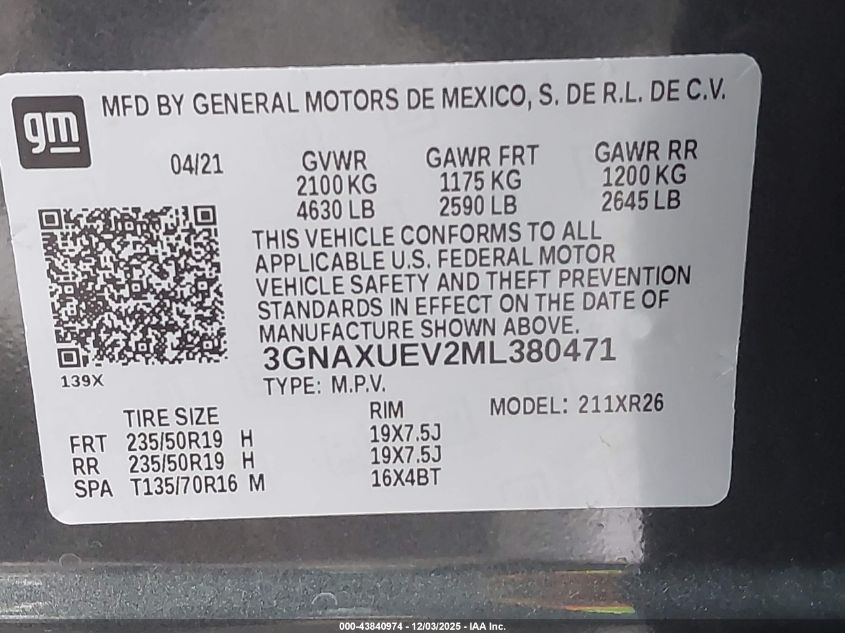 gm
MFD BY GENERAL MOTORS DE MEXICO, S. DE R.L. DE C.V.
04/21 GVWR GAWR FRT GAWR RR
2100 KG 1175 KG 1200 KG
4630 LB 2590 LB 2645 LB
THIS VEHICLE CONFORMS TO ALL
APPLICABLE U.S. FEDERAL MOTOR
VEHICLE SAFETY AND THEFT PREVENTION
STANDARDS IN EFFECT ON THE DATE OF
MANUFACTURE SHOWN ABOVE.
3GNAXUEV2ML380471
139X
TYPE: M.P.V.
TIRE SIZE RIM MODEL: 211XR26
FRT 235/50R19 H 19X7.5J
RR 235/50R19 H 19X7.5J
SPA T135/70R16 M 16X4BT
000-43840974 - 12/03/2025 - IAA Inc.